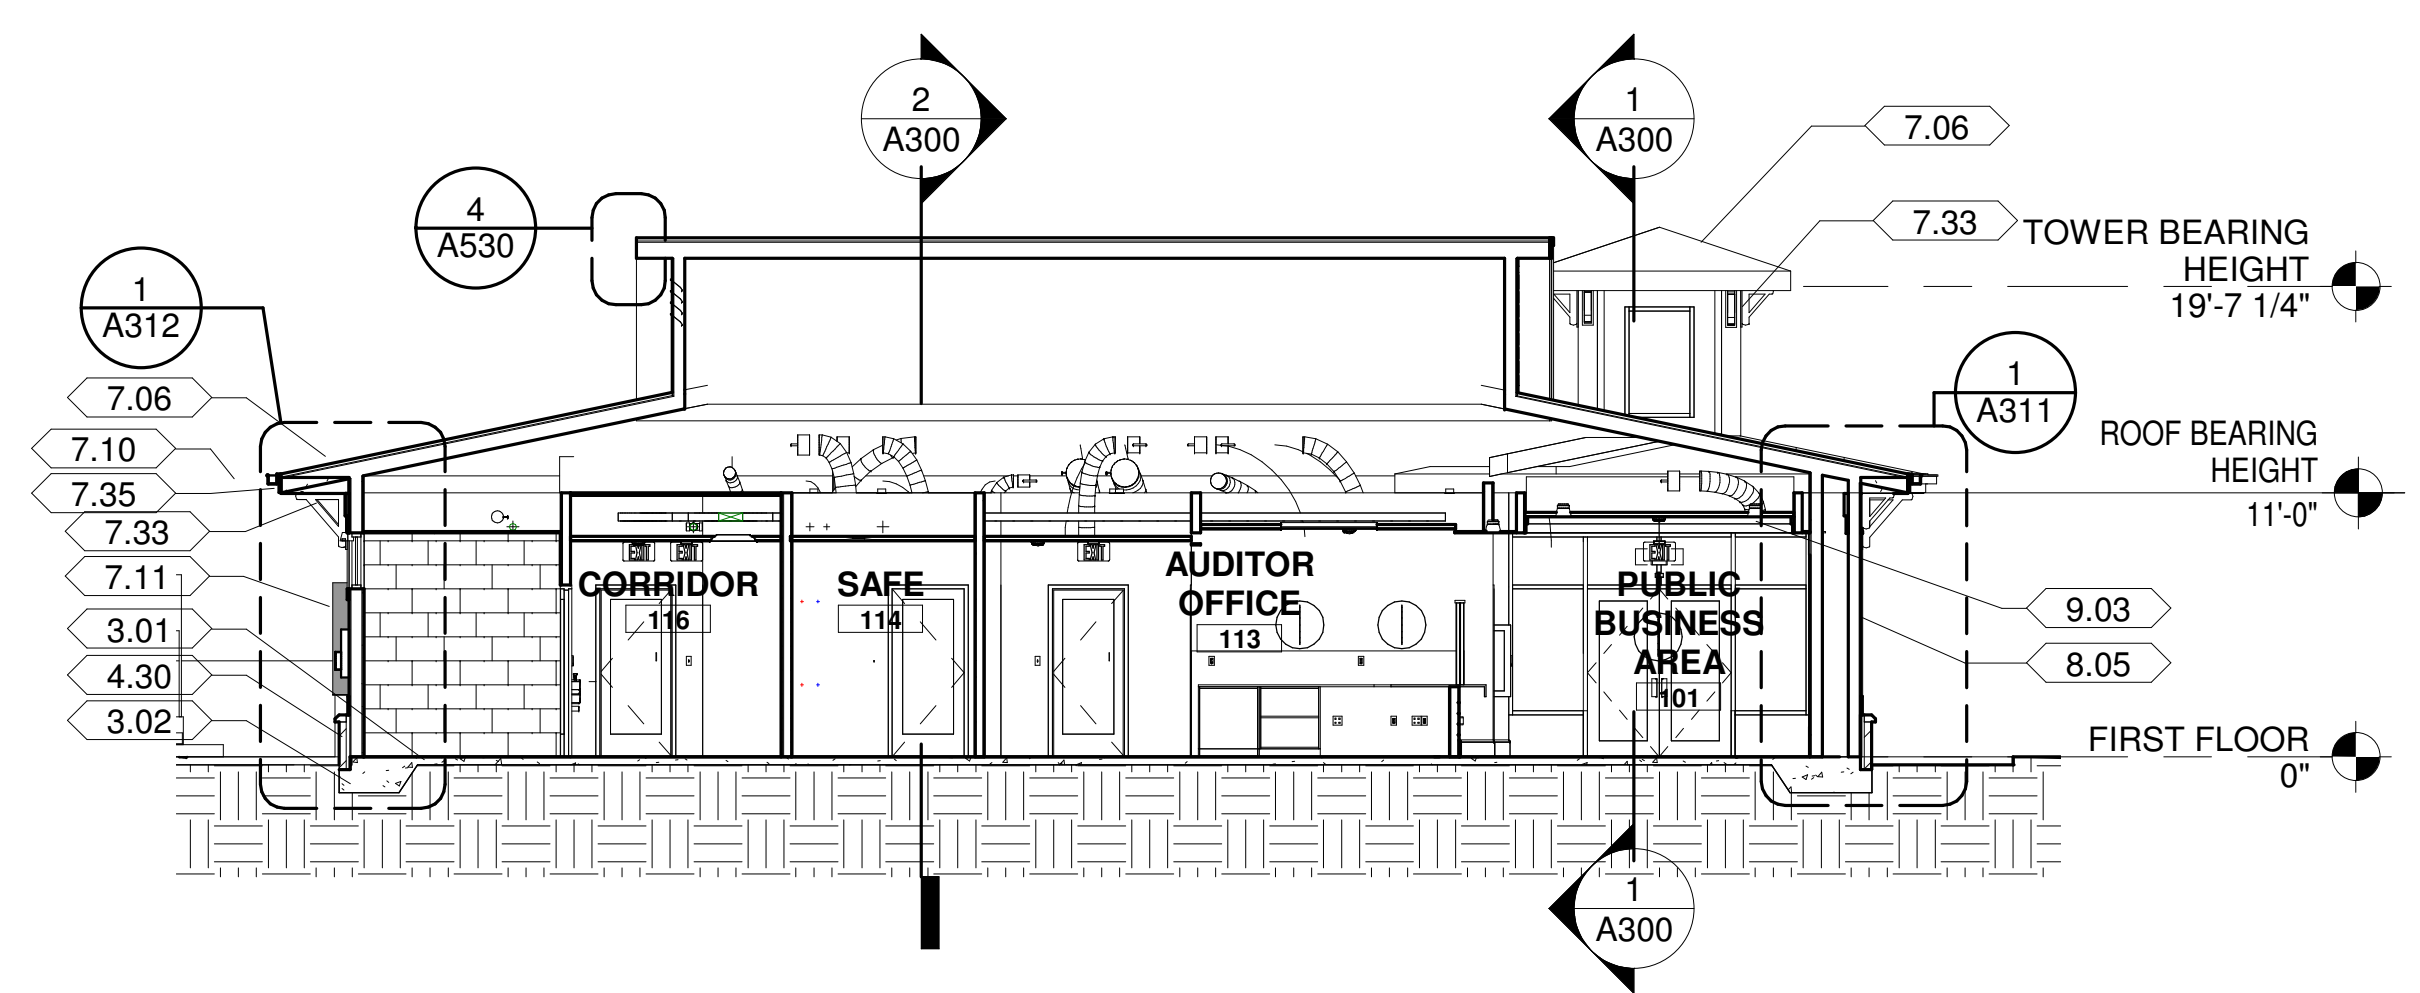 2
A300
1
A300
7.06
4
A530
7.33
TOWER BEARING
HEIGHT
19'-7 1/4"
1
A312
1
A311
7.06
7.10
7.35
7.33
7.11
3.01
4.30
3.02
ROOF BEARING
HEIGHT
11'-0"
EXIT
EXIT
EXIT
EXIT
CORRIDOR
116
SAFE
114
AUDITOR
OFFICE
113
PUBLIC
BUSINESS
AREA
101
9.03
8.05
FIRST FLOOR
0"
1
A300